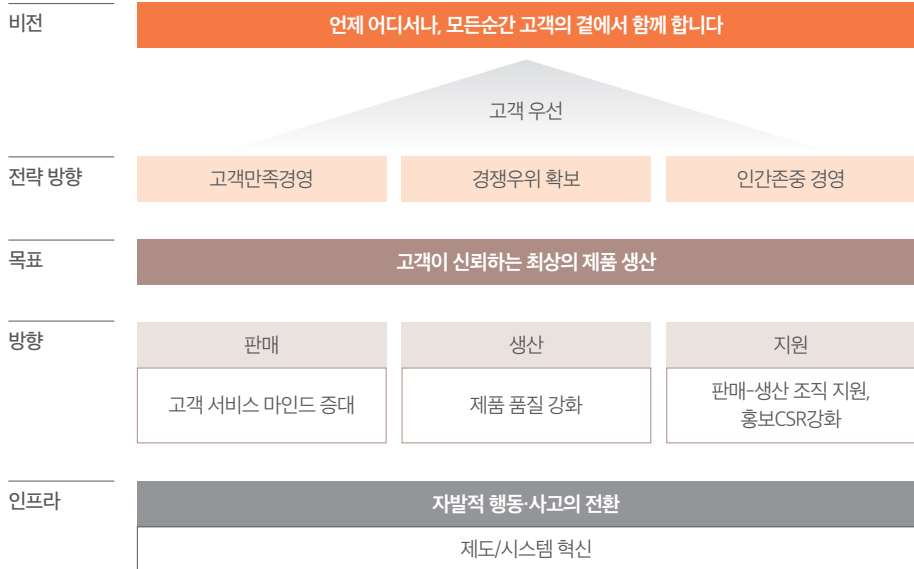 비전
언제 어디서나, 모든순간 고객의 곁에서 함께 합니다
고객 우선
전략 방향
고객만족경영
경쟁우위 확보
인간존중 경영
목표
고객이 신뢰하는 최상의 제품 생산
방향
판매
생산
지원
고객 서비스 마인드 증대
제품 품질 강화
판매-생산 조직 지원,
홍보CSR강화
인프라
자발적 행동·사고의 전환
제도/시스템 혁신